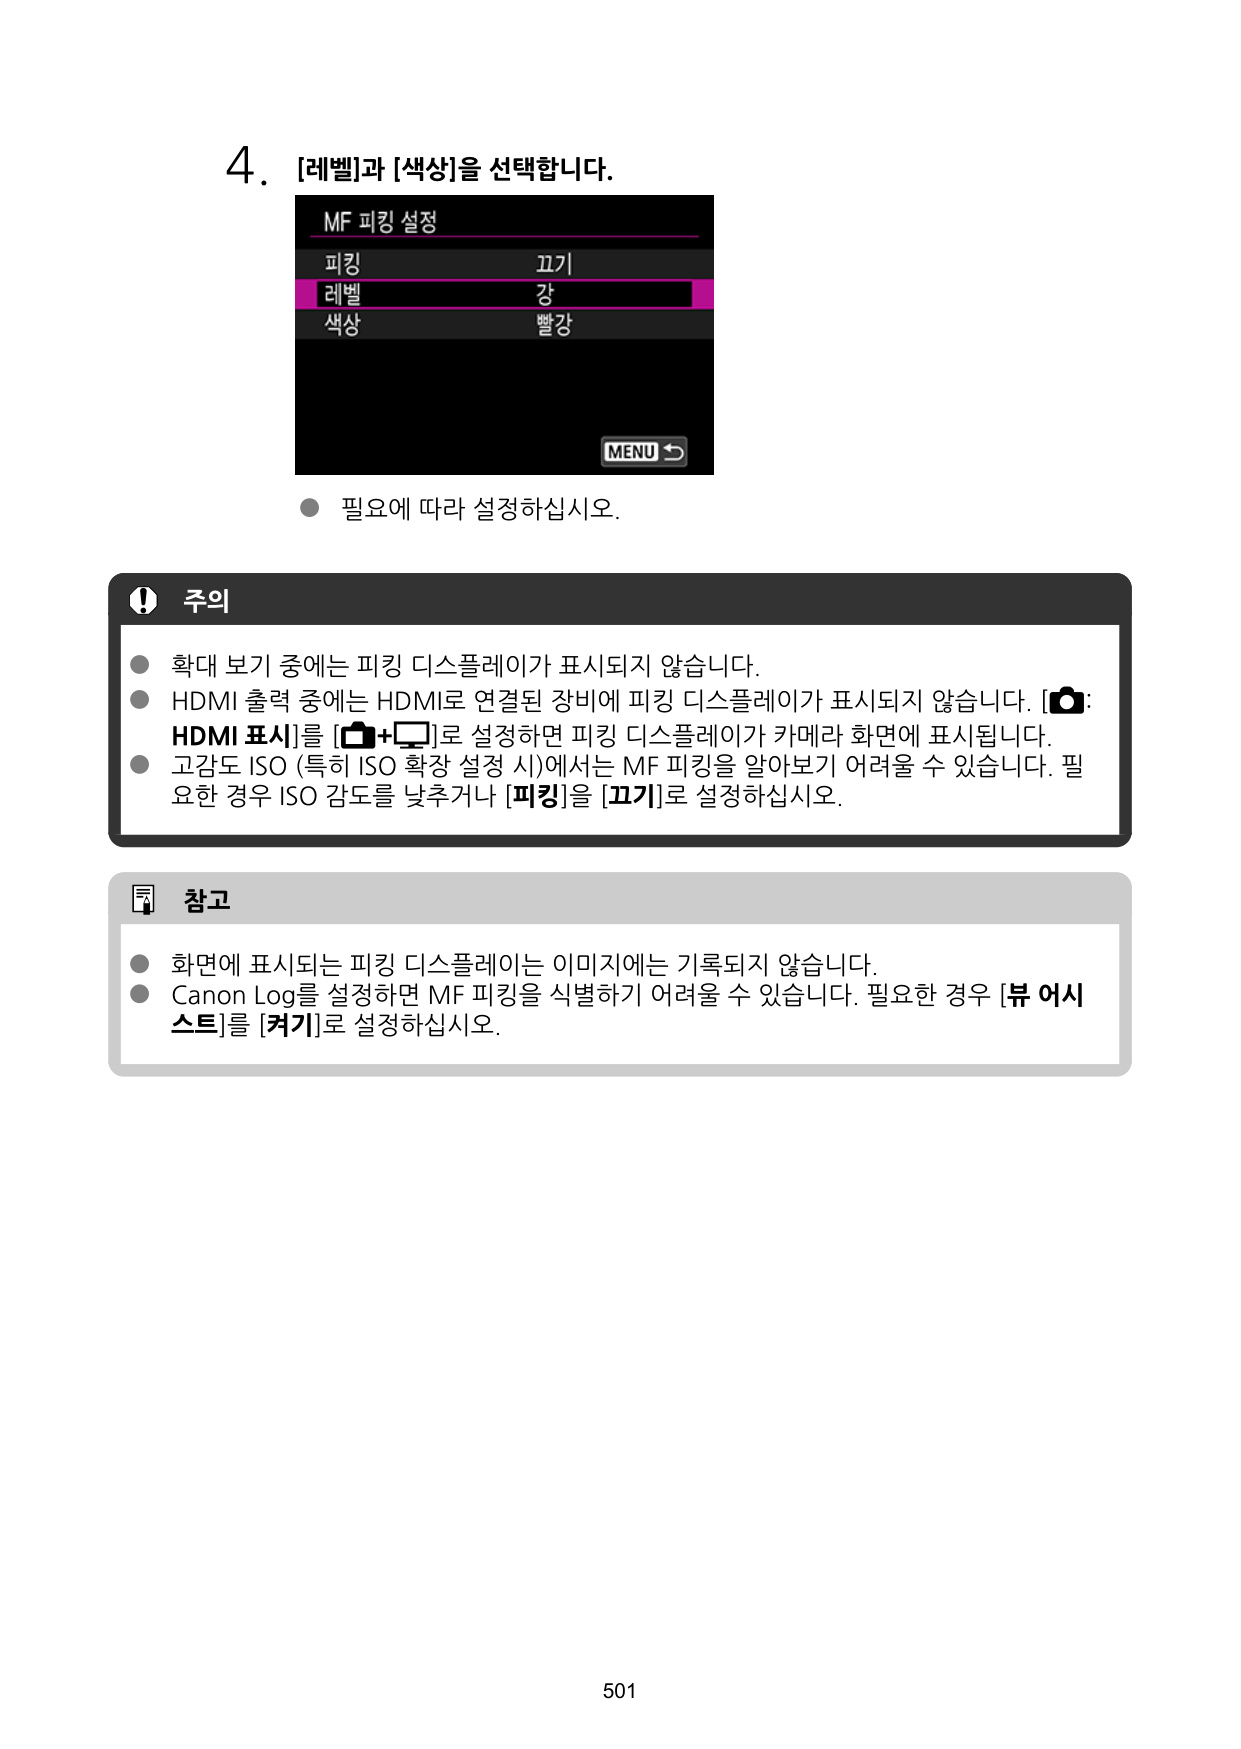 4. [레벨]과 [색상]을 선택합니다.
MF 피킹 설정
피킹 끄기
레벨 강
색상 빨강
MENU
● 필요에 따라 설정하십시오.
주의
● 확대 보기 중에는 피킹 디스플레이가 표시되지 않습니다.
● HDMI 출력 중에는 HDMI로 연결된 장비에 피킹 디스플레이가 표시되지 않습니다. [:
HDMI 표시]를 [+]로 설정하면 피킹 디스플레이가 카메라 화면에 표시됩니다.
● 고감도 ISO (특히 ISO 확장 설정 시)에서는 MF 피킹을 알아보기 어려울 수 있습니다. 필
요한 경우 ISO 감도를 낮추거나 [피킹]을 [끄기]로 설정하십시오.
참고
● 화면에 표시되는 피킹 디스플레이는 이미지에는 기록되지 않습니다.
● Canon Log를 설정하면 MF 피킹을 식별하기 어려울 수 있습니다. 필요한 경우 [뷰 어시
스트]를 [켜기]로 설정하십시오.
501